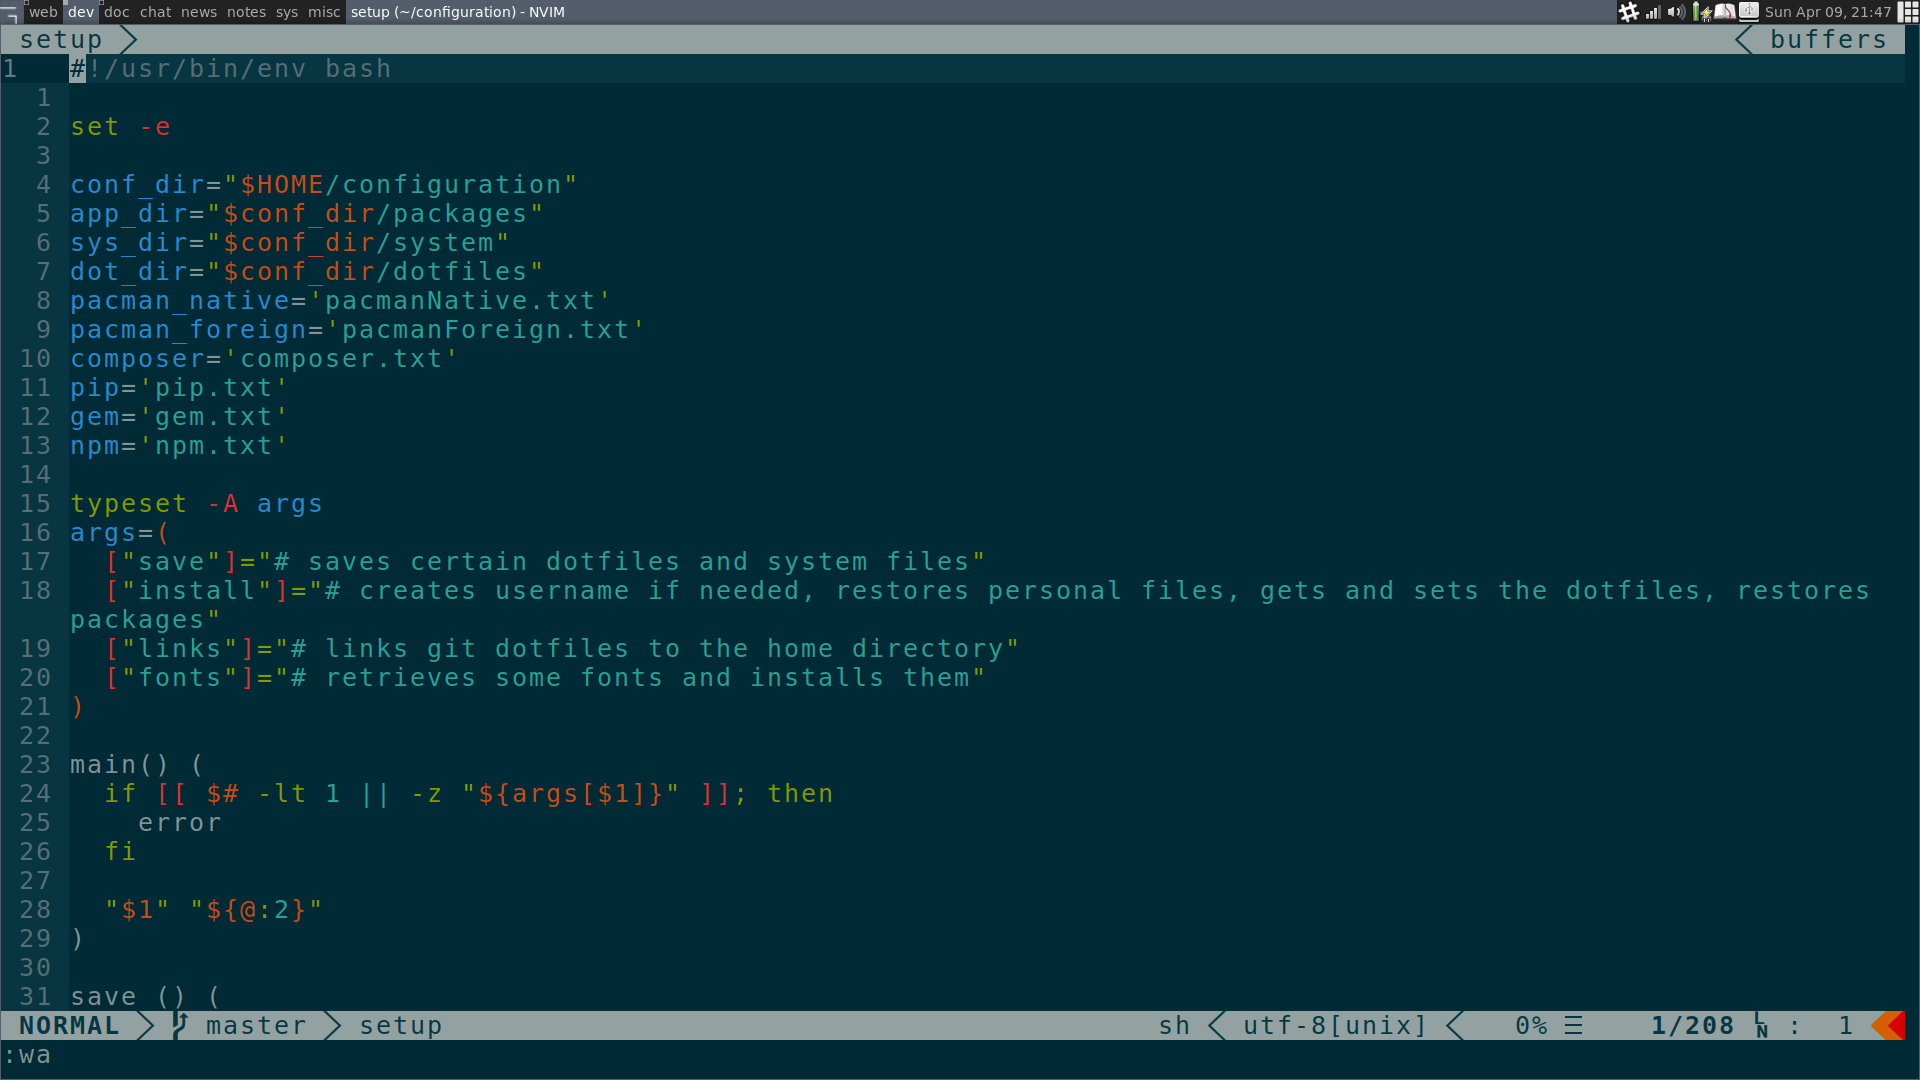 web dev doc chat news notes sys misc setup (~/configuration) - NVIM Sun Apr 09, 21:47
setup buffers
1 #!/usr/bin/env bash
1
2 set -e
3
4 conf_dir="$HOME/configuration"
5 app_dir="$conf_dir/packages"
6 sys_dir="$conf_dir/system"
7 dot_dir="$conf_dir/dotfiles"
8 pacman_native='pacmanNative.txt'
9 pacman_foreign='pacmanForeign.txt'
10 composer='composer.txt'
11 pip='pip.txt'
12 gem='gem.txt'
13 npm='npm.txt'
14
15 typeset -A args
16 args=(
17   ["save"]="# saves certain dotfiles and system files"
18   ["install"]="# creates username if needed, restores personal files, gets and sets the dotfiles, restores
packages"
19   ["links"]="# links git dotfiles to the home directory"
20   ["fonts"]="# retrieves some fonts and installs them"
21 )
22
23 main() (
24   if [[ $# -lt 1 || -z "${args[$1]}" ]]; then
25     error
26   fi
27
28   "$1" "${@:2}"
29 )
30
31 save () (
NORMAL master setup sh utf-8[unix] 0% ☰ 1/208 LN : 1
:wa